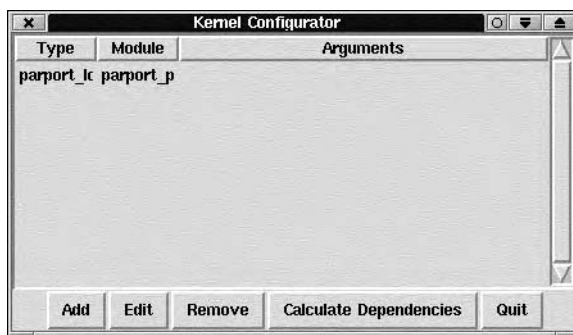 Kernel Configurator
Type Module Arguments
parport_lc parport_p
Add Edit Remove Calculate Dependencies Quit